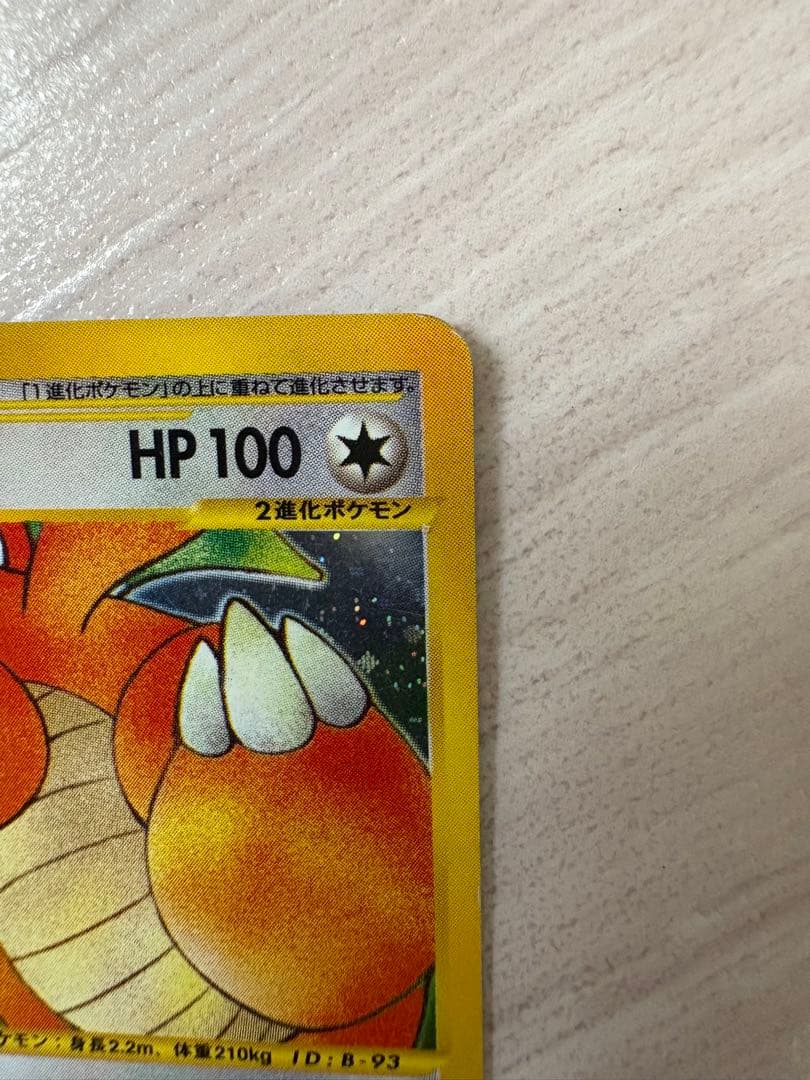 「1進化ポケモン」の上に重ねて進化させます。
HP 100
2進化ポケモン
ケモン：身長2.2m、体重210kg ID：B-93